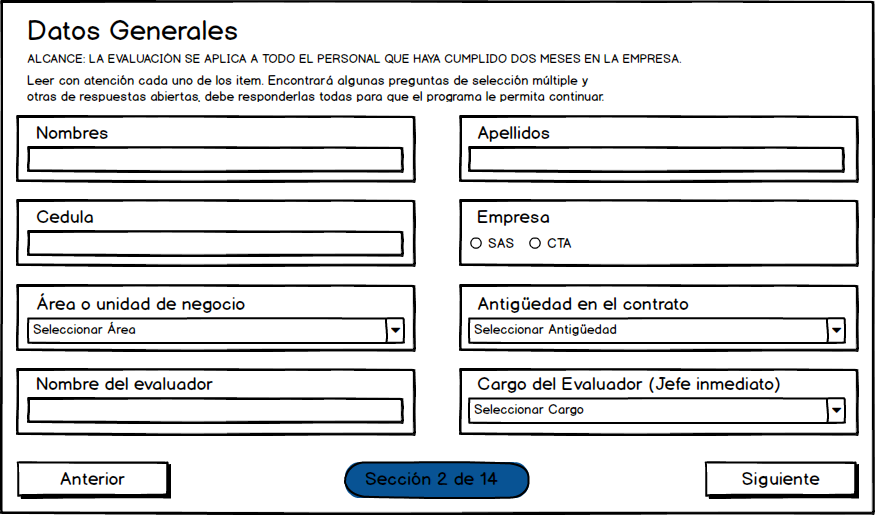 Datos Generales
ALCANCE: LA EVALUACIÓN SE APLICA A TODO EL PERSONAL QUE HAYA CUMPLIDO DOS MESES EN LA EMPRESA.
Leer con atención cada uno de los item. Encontrará algunas preguntas de selección múltiple y
otras de respuestas abiertas, debe responderlas todas para que el programa le permita continuar.
Nombres
Apellidos
Cedula
Empresa
SAS CTA
Área o unidad de negocio
Seleccionar Área
Antigüedad en el contrato
Seleccionar Antigüedad
Nombre del evaluador
Cargo del Evaluador (Jefe inmediato)
Seleccionar Cargo
Anterior
Sección 2 de 14
Siguiente